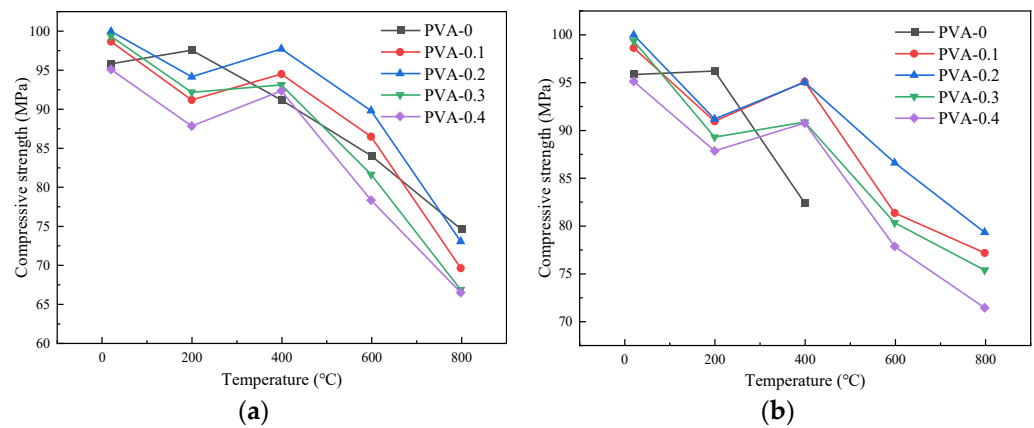 PVA-0
PVA-0.1
PVA-0.2
PVA-0.3
PVA-0.4
Compressive strength (MPa)
100
95
90
85
80
75
70
65
60
0
200
400
600
800
Temperature (℃)
(a)
PVA-0
PVA-0.1
PVA-0.2
PVA-0.3
PVA-0.4
Compressive strength (MPa)
100
95
90
85
80
75
70
0
200
400
600
800
Temperature (℃)
(b)